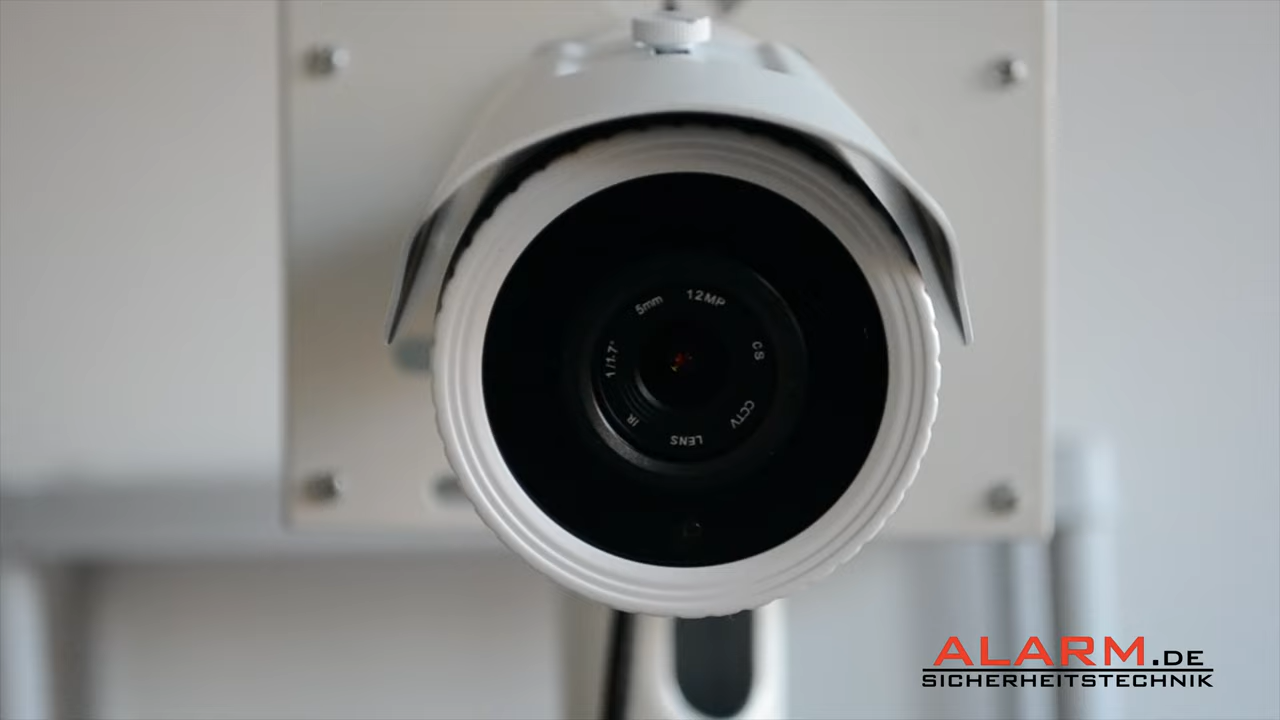 5mm 12MP CS CCTV LENS IR 1/1.7"
ALARM.DE
SICHERHEITSTECHNIK